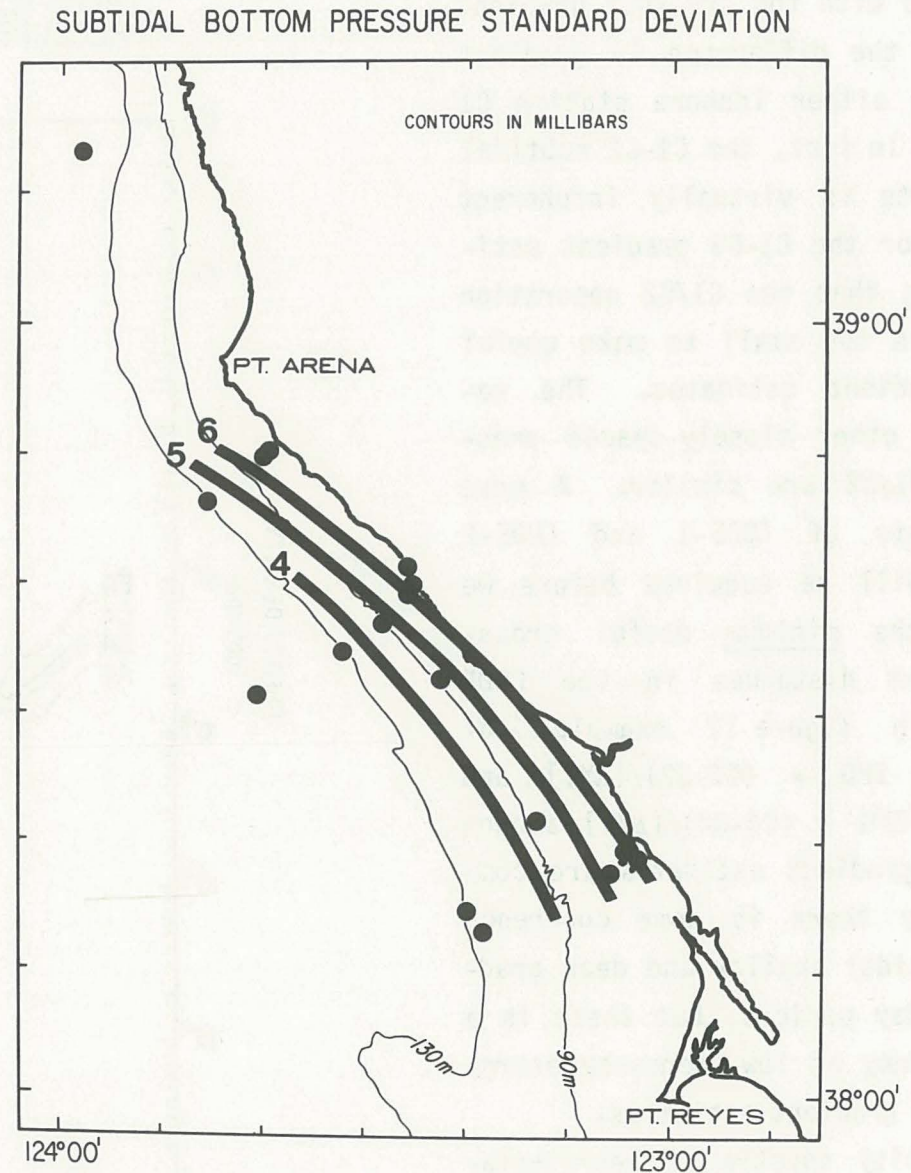 SUBTIDAL BOTTOM PRESSURE STANDARD DEVIATION
CONTOURS IN MILLIBARS
39°00'
PT. ARENA
6
5
4
130m
90m
38°00'
PT. REYES
124°00'
123°00'